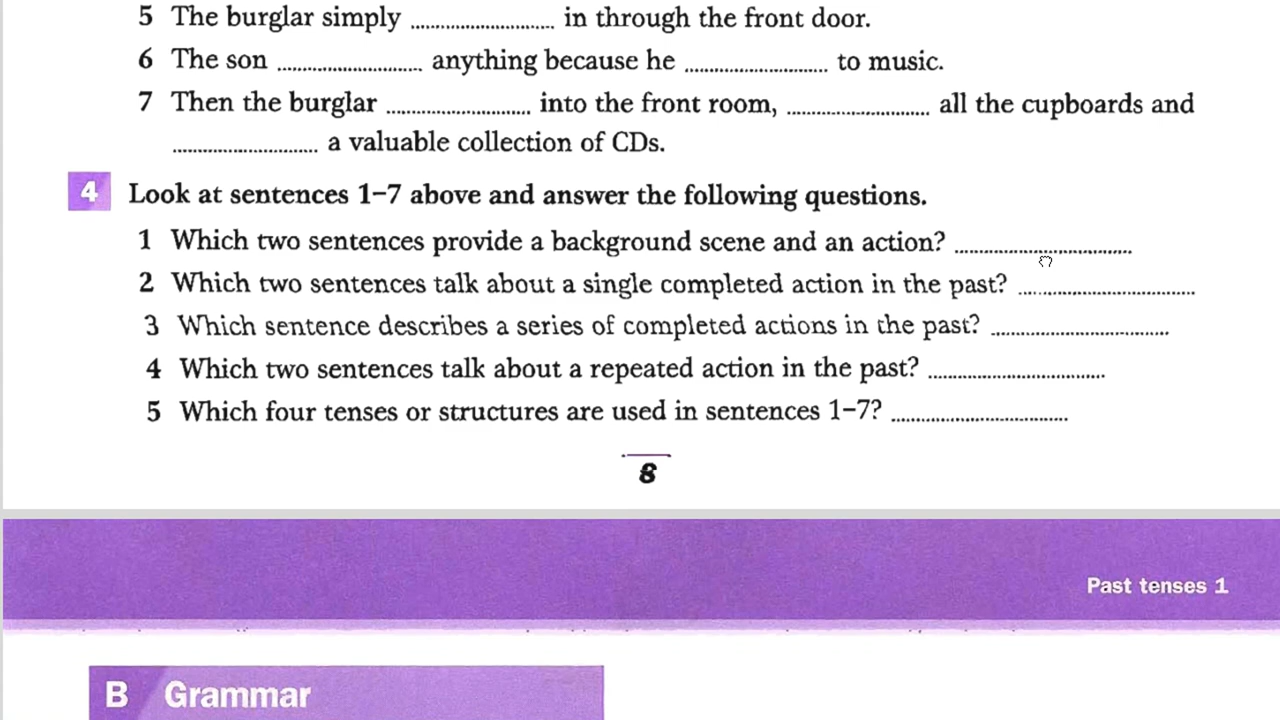 5 The burglar simply ............................ in through the front door.
6 The son ............................ anything because he ............................ to music.
7 Then the burglar ............................ into the front room, ............................ all the cupboards and
............................ a valuable collection of CDs.
4 Look at sentences 1–7 above and answer the following questions.
1 Which two sentences provide a background scene and an action? ...................................
2 Which two sentences talk about a single completed action in the past? ...................................
3 Which sentence describes a series of completed actions in the past? ...................................
4 Which two sentences talk about a repeated action in the past? ...................................
5 Which four tenses or structures are used in sentences 1–7? ...................................
8
Past tenses 1
B Grammar